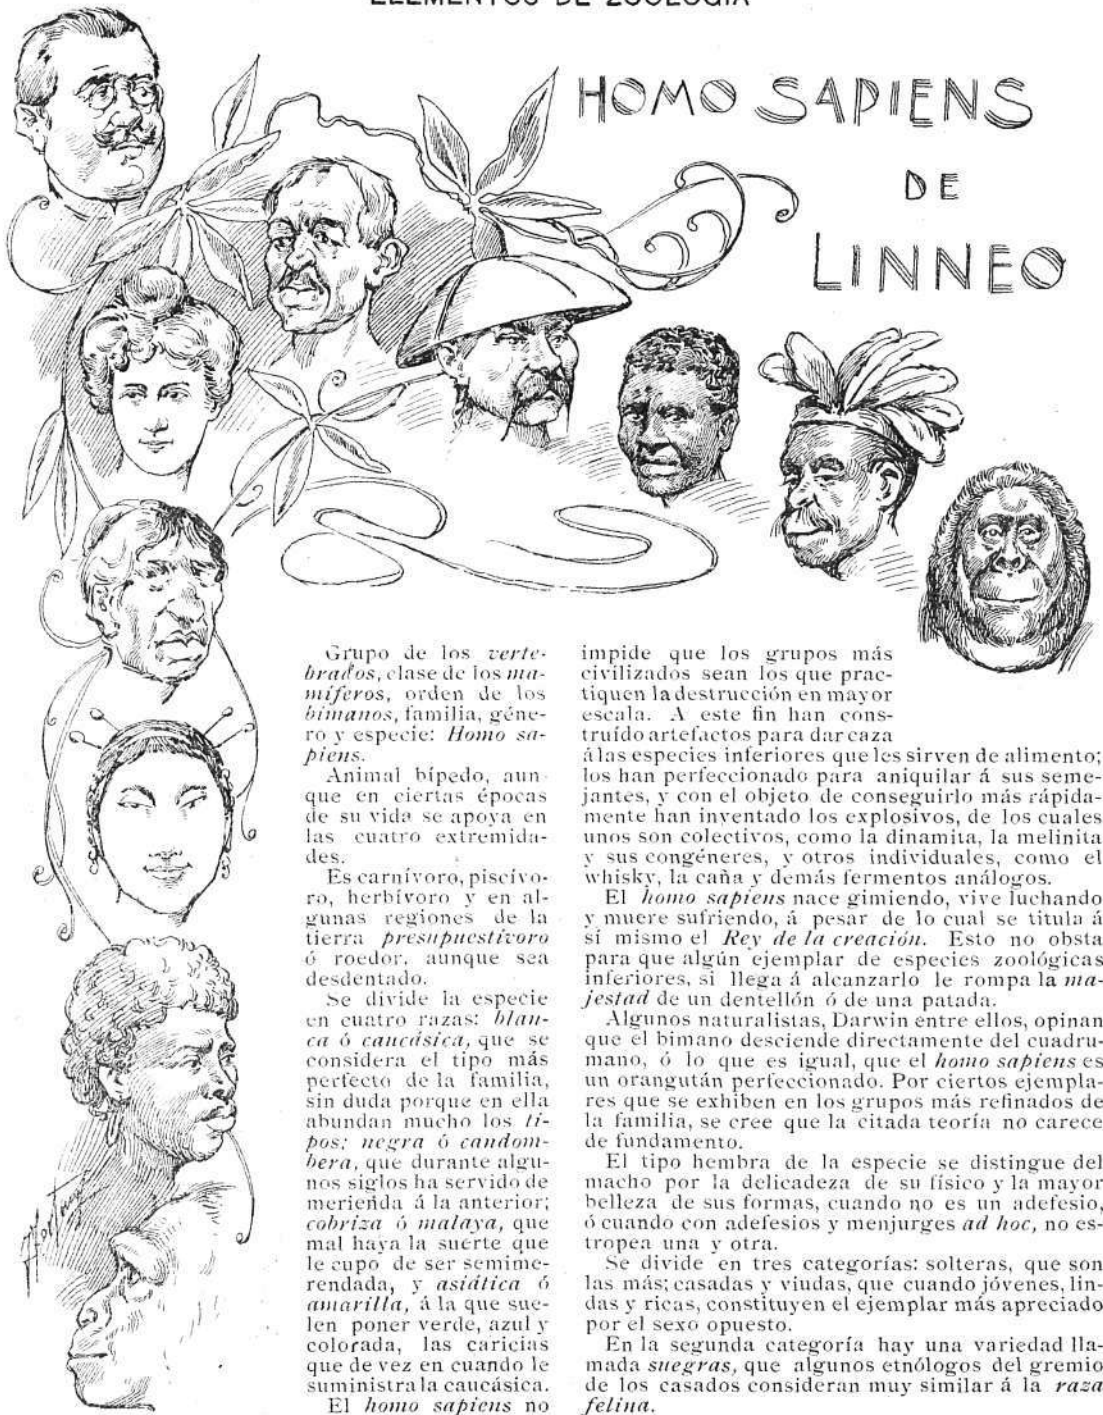 ELEMENTOS DE ZOOLOGÍA
HOMO SAPIENS
DE
LINNEO
Grupo de los verte-
brados, clase de los ma-
míferos, orden de los
bimanos, familia, géne-
ro y especie: Homo sa-
piens.
Animal bípedo, aun-
que en ciertas épocas
de su vida se apoya en
las cuatro extremida-
des.
Es carnívoro, piscívo-
ro, herbívoro y en al-
gunas regiones de la
tierra presupuestívoro
ó roedor, aunque sea
desdentado.
Se divide la especie
en cuatro razas: blan-
ca ó caucásica, que se
considera el tipo más
perfecto de la familia,
sin duda porque en ella
abundan mucho los ti-
pos; negra ó candom-
bera, que durante algu-
nos siglos ha servido de
merienda á la anterior;
cobriza ó malaya, que
mal haya la suerte que
le cupo de ser semime-
rendada, y asiática ó
amarilla, á la que sue-
len poner verde, azul y
colorada, las caricias
que de vez en cuando le
suministra la caucásica.
El homo sapiens no
impide que los grupos más
civilizados sean los que prac-
tiquen la destrucción en mayor
escala. A este fin han cons-
truído artefactos para dar caza
á las especies inferiores que les sirven de alimento;
los han perfeccionado para aniquilar á sus seme-
jantes, y con el objeto de conseguirlo más rápida-
mente han inventado los explosivos, de los cuales
unos son colectivos, como la dinamita, la melinita
y sus congéneres, y otros individuales, como el
whisky, la caña y demás fermentos análogos.
El homo sapiens nace gimiendo, vive luchando
y muere sufriendo, á pesar de lo cual se titula á
sí mismo el Rey de la creación. Esto no obsta
para que algún ejemplar de especies zoológicas
inferiores, si llega á alcanzarlo le rompa la ma-
jestad de un dentellón ó de una patada.
Algunos naturalistas, Darwin entre ellos, opinan
que el bimano desciende directamente del cuadru-
mano, ó lo que es igual, que el homo sapiens es
un orangután perfeccionado. Por ciertos ejempla-
res que se exhiben en los grupos más refinados de
la familia, se cree que la citada teoría no carece
de fundamento.
El tipo hembra de la especie se distingue del
macho por la delicadeza de su físico y la mayor
belleza de sus formas, cuando no es un adefesio,
ó cuando con adefesios y menjurges ad hoc, no es-
tropea una y otra.
Se divide en tres categorías: solteras, que son
las más; casadas y viudas, que cuando jóvenes, lin-
das y ricas, constituyen el ejemplar más apreciado
por el sexo opuesto.
En la segunda categoría hay una variedad lla-
mada suegras, que algunos etnólogos del gremio
de los casados consideran muy similar á la raza
felina.